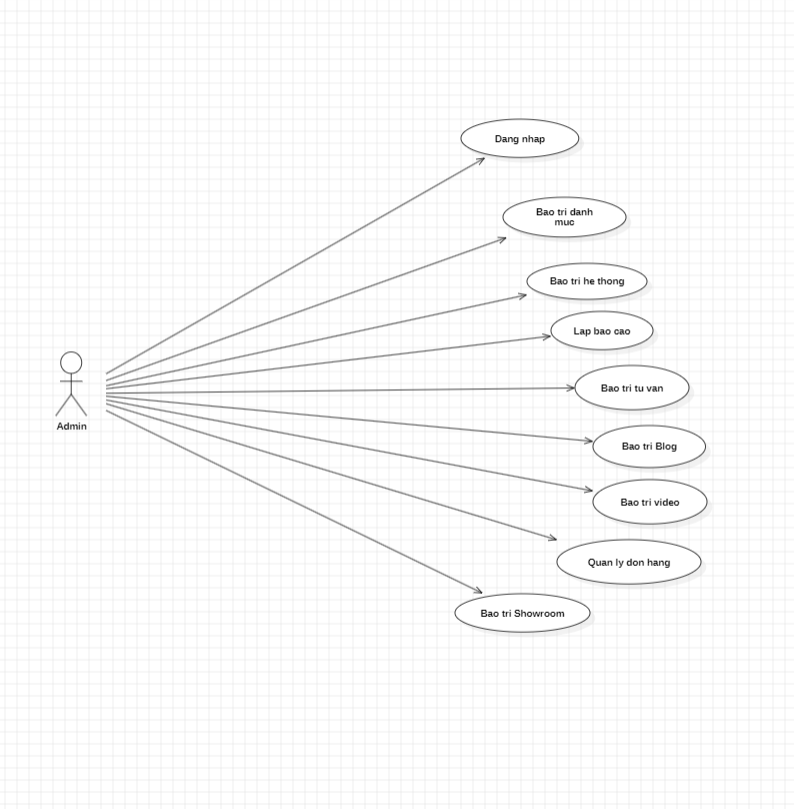 Dang nhap
Bao tri danh
muc
Bao tri he thong
Lap bao cao
Bao tri tu van
Admin
Bao tri Blog
Bao tri video
Quan ly don hang
Bao tri Showroom